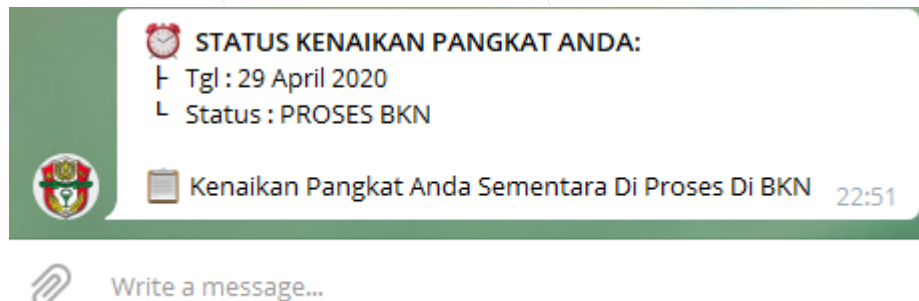 STATUS KENAIKAN PANGKAT ANDA:
Tgl : 29 April 2020
Status : PROSES BKN
Kenaikan Pangkat Anda Sementara Di Proses Di BKN 22:51
Write a message...